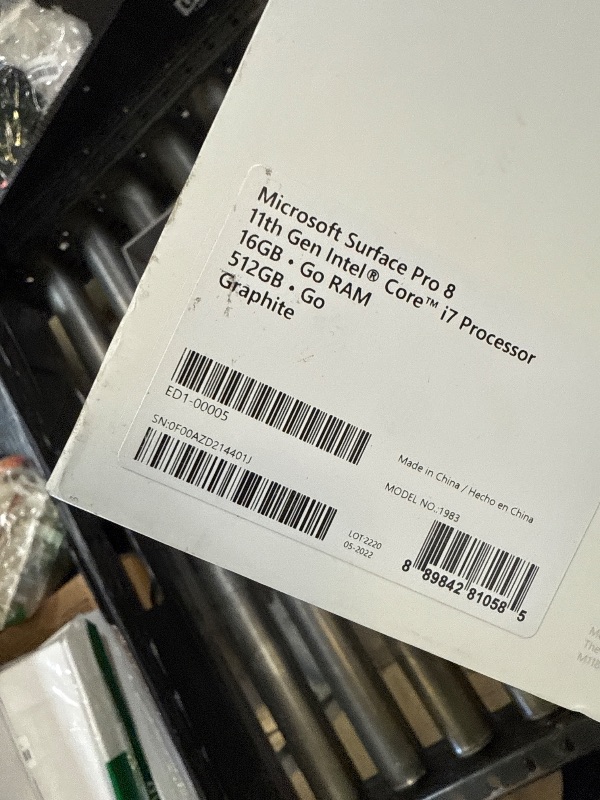 Microsoft Surface Pro 8
11th Gen Intel® Core™ i7 Processor
16GB • Go RAM
512GB • Go
Graphite
ED1-00005
SN:0F00AZD214401J
Made in China / Hecho en China
MODEL NO.:1983
LOT 2220
05-2022
8 89842 81058 5